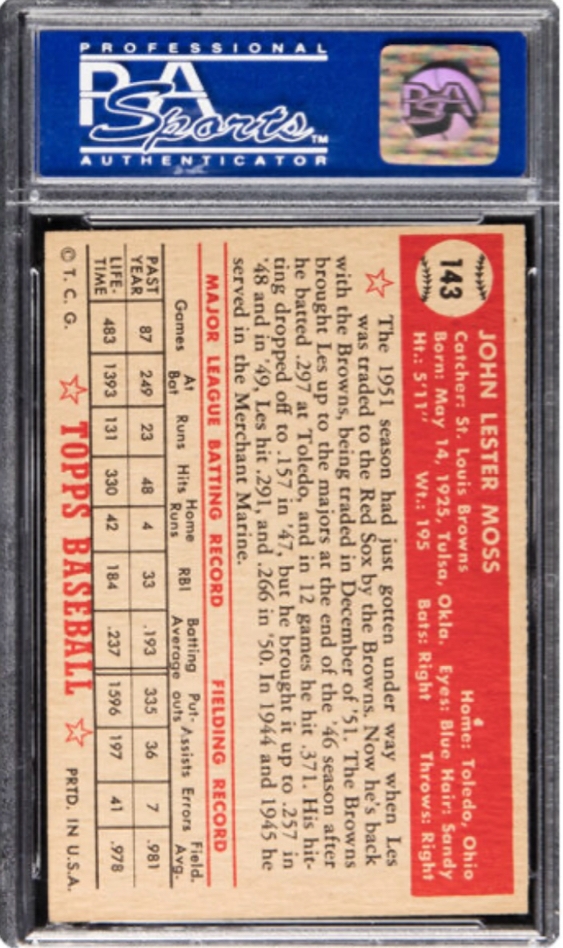 PROFESSIONAL
PSA
Sports™
AUTHENTICATOR
PSA
143
JOHN LESTER MOSS
Home: Toledo, Ohio
Catcher: St. Louis Browns
Born: May 14, 1925, Tulsa, Okla. Eyes: Blue Hair: Sandy
Ht.: 5'11" Wt.: 195 Bats: Right Throws: Right
The 1951 season had just gotten under way when Les
was traded to the Red Sox by the Browns. Now he's back
with the Browns, being traded in December of '51. The Browns
brought Les up to the majors at the end of the '46 season after
he batted .297 at Toledo, and in 12 games he hit .371. His hit-
ting dropped off to .157 in '47, but he brought it up to .257 in
'48 and in '49, Les hit .291, and .266 in '50. In 1944 and 1945 he
served in the Merchant Marine.
MAJOR LEAGUE BATTING RECORD FIELDING RECORD
Games At Bat Runs Hits Home Runs RBI Batting Average Put-outs Assists Errors Field. Avg.
PAST YEAR 87 249 23 48 4 33 .193 335 36 7 .981
LIFE-TIME 483 1393 131 330 42 184 .237 1596 197 41 .978
© T. C. G. ☆ TOPPS BASEBALL ☆ PRTD. IN U.S.A.